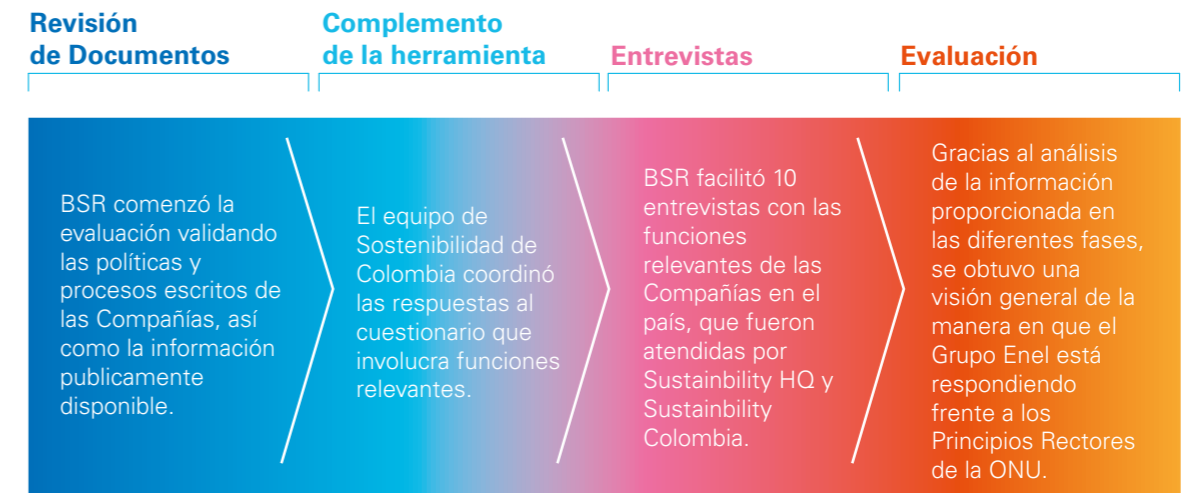 Revisión
de Documentos
Complemento
de la herramienta
Entrevistas
Evaluación
BSR comenzó la
evaluación validando
las políticas y
procesos escritos de
las Compañías, así
como la información
publicamente
disponible.
El equipo de
Sostenibilidad de
Colombia coordinó
las respuestas al
cuestionario que
involucra funciones
relevantes.
BSR facilitó 10
entrevistas con las
funciones
relevantes de las
Compañías en el
país, que fueron
atendidas por
Sustainbility HQ y
Sustainbility
Colombia.
Gracias al análisis
de la información
proporcionada en
las diferentes fases,
se obtuvo una
visión general de la
manera en que el
Grupo Enel está
respondiendo
frente a los
Principios Rectores
de la ONU.